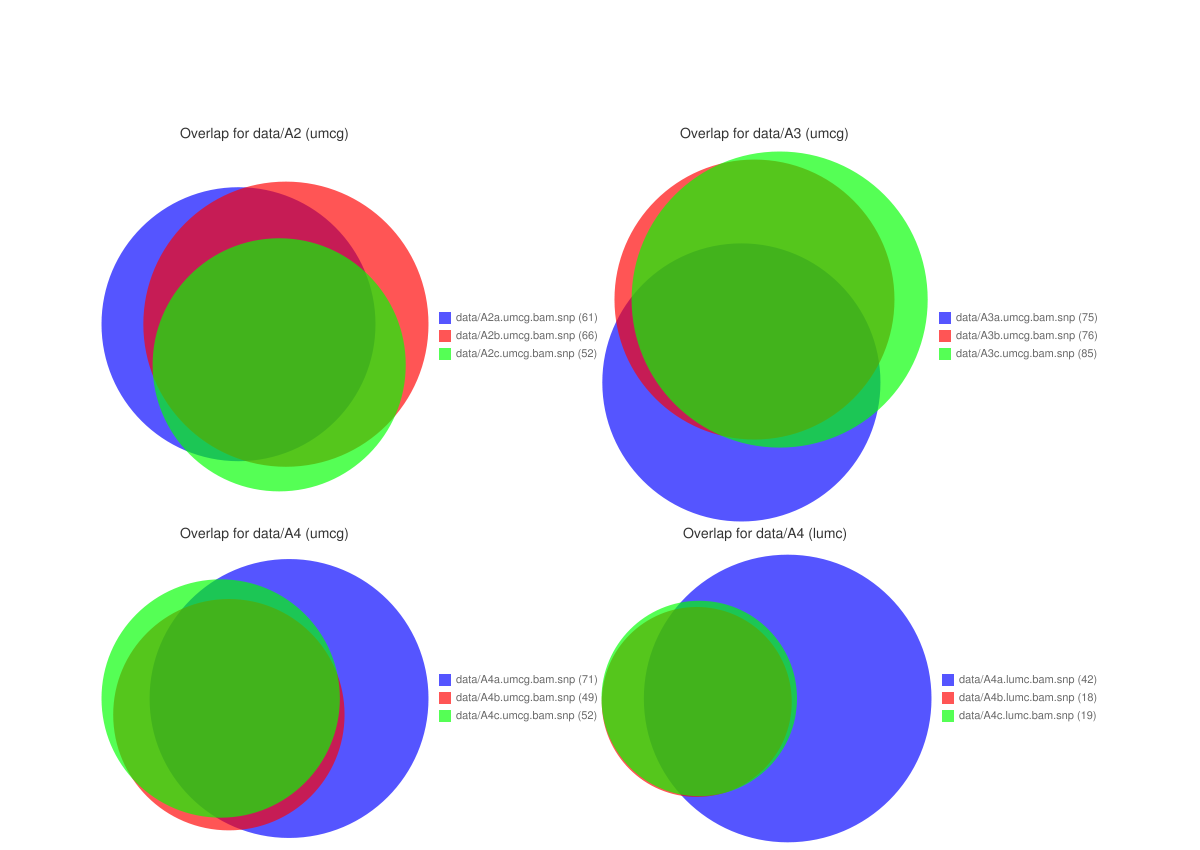 Overlap for data/A2 (umcg)
data/A2a.umcg.bam.snp (61)
data/A2b.umcg.bam.snp (66)
data/A2c.umcg.bam.snp (52)
Overlap for data/A3 (umcg)
data/A3a.umcg.bam.snp (75)
data/A3b.umcg.bam.snp (76)
data/A3c.umcg.bam.snp (85)
Overlap for data/A4 (umcg)
data/A4a.umcg.bam.snp (71)
data/A4b.umcg.bam.snp (49)
data/A4c.umcg.bam.snp (52)
Overlap for data/A4 (lumc)
data/A4a.lumc.bam.snp (42)
data/A4b.lumc.bam.snp (18)
data/A4c.lumc.bam.snp (19)